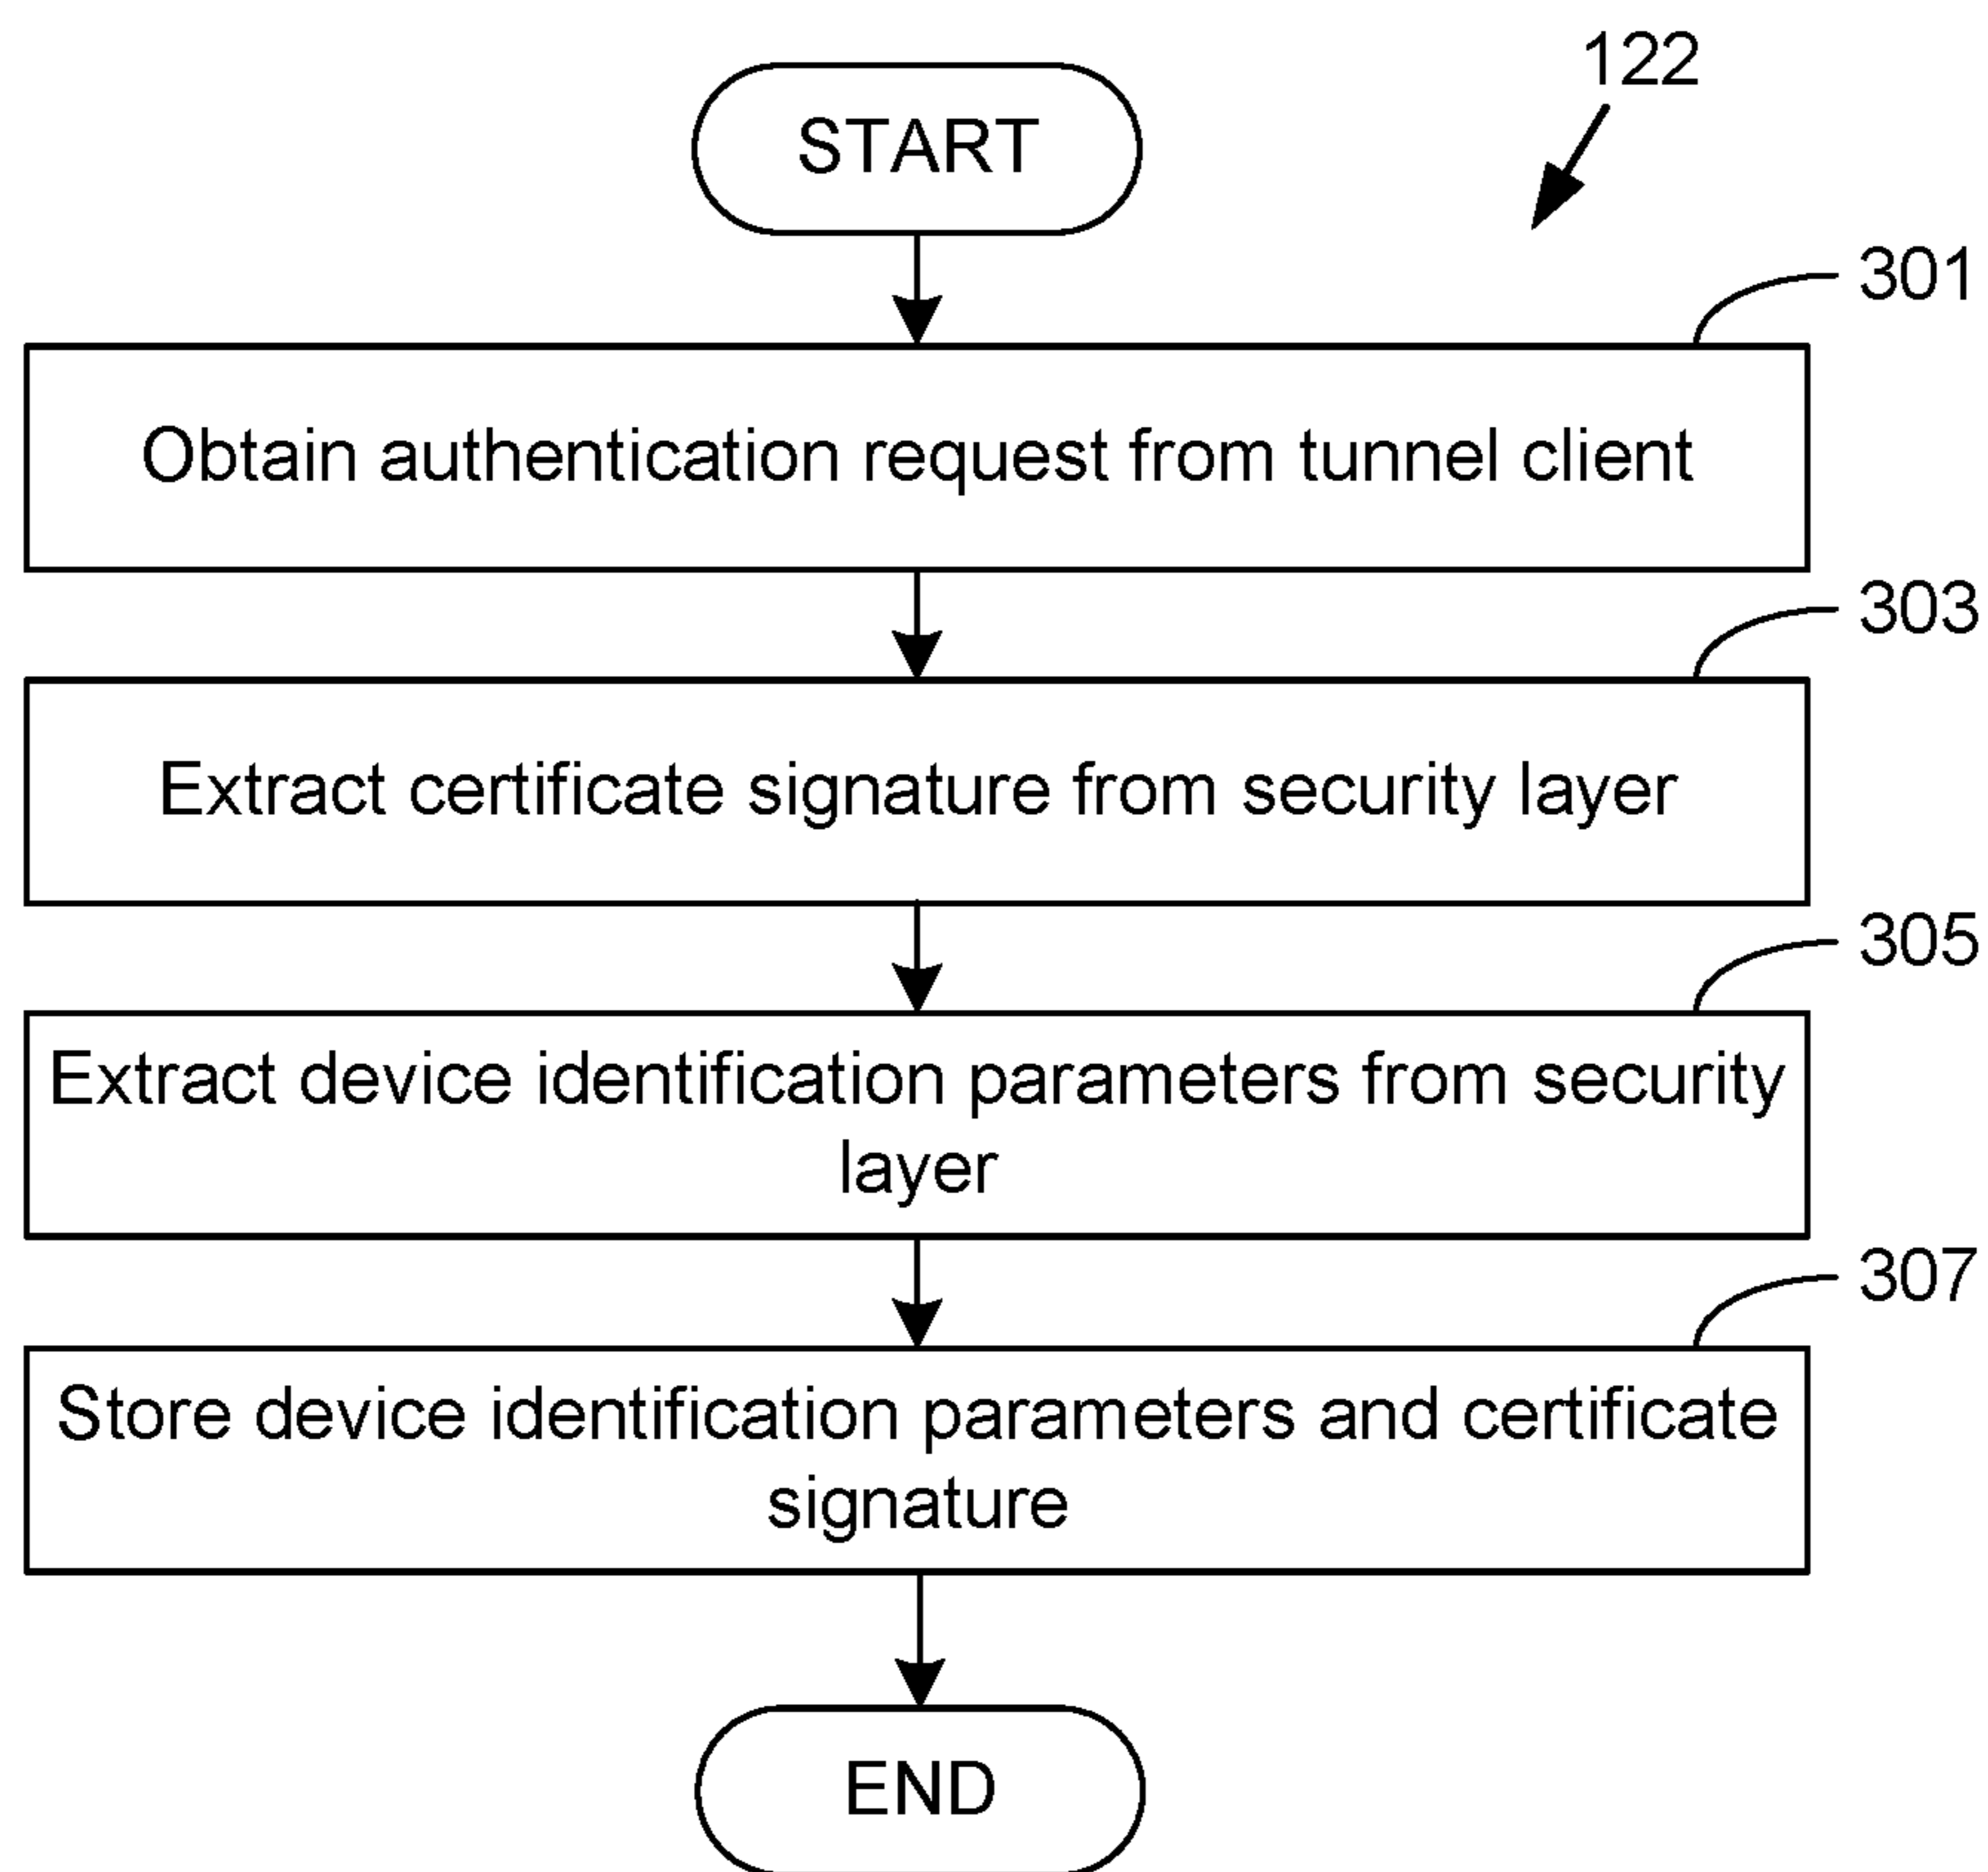 122
START
301
Obtain authentication request from tunnel client
303
Extract certificate signature from security layer
305
Extract device identification parameters from security
layer
307
Store device identification parameters and certificate
signature
END